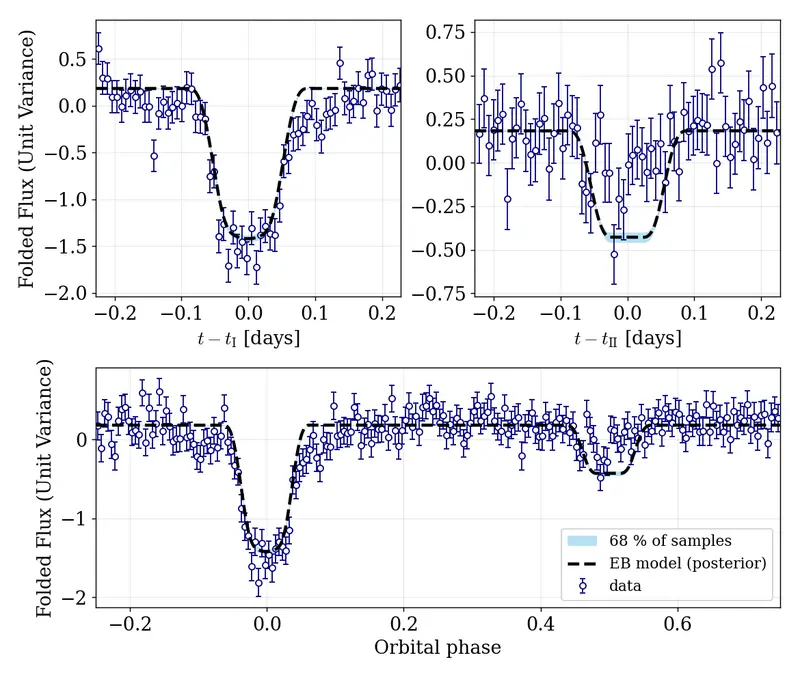 Folded Flux (Unit Variance)
0.5
0.0
−0.5
−1.0
−1.5
−2.0
−0.2 −0.1 0.0 0.1 0.2
t − t_I [days]
0.75
0.50
0.25
0.00
−0.25
−0.50
−0.75
−0.2 −0.1 0.0 0.1 0.2
t − t_II [days]
Folded Flux (Unit Variance)
0
−1
−2
−0.2 0.0 0.2 0.4 0.6
Orbital phase
68 % of samples
EB model (posterior)
data